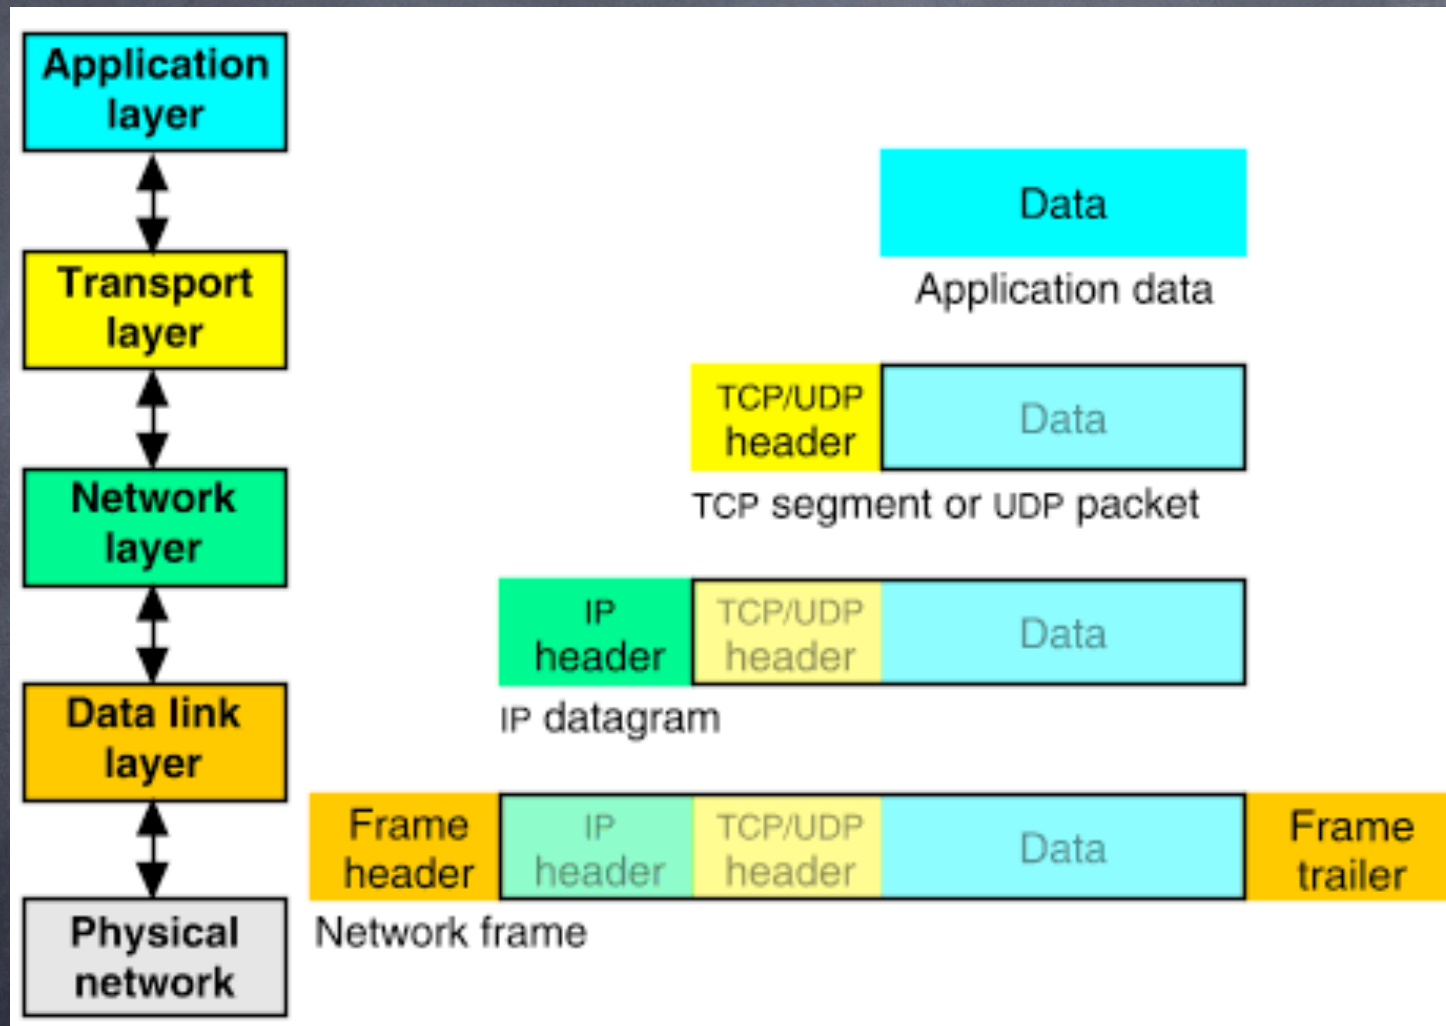 Application
layer
Data
Application data
Transport
layer
TCP/UDP
header
Data
TCP segment or UDP packet
Network
layer
IP
header
TCP/UDP
header
Data
IP datagram
Data link
layer
Frame
header
IP
header
TCP/UDP
header
Data
Frame
trailer
Network frame
Physical
network